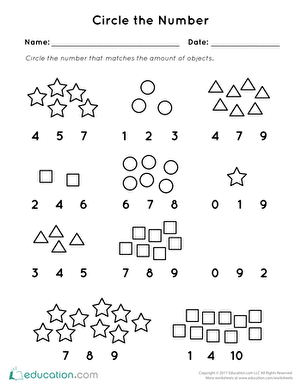 Circle the Number
Name: Date:
Circle the number that matches the amount of objects.
4 5 7 1 2 3 4 7 9
2 4 6 6 7 8 0 1 9
3 4 5 7 8 9 0 9 2
7 8 9 1 4 10
education.com
Copyright © 2017 Education.com LLC All Rights Reserved
More worksheets at www.education.com/worksheets